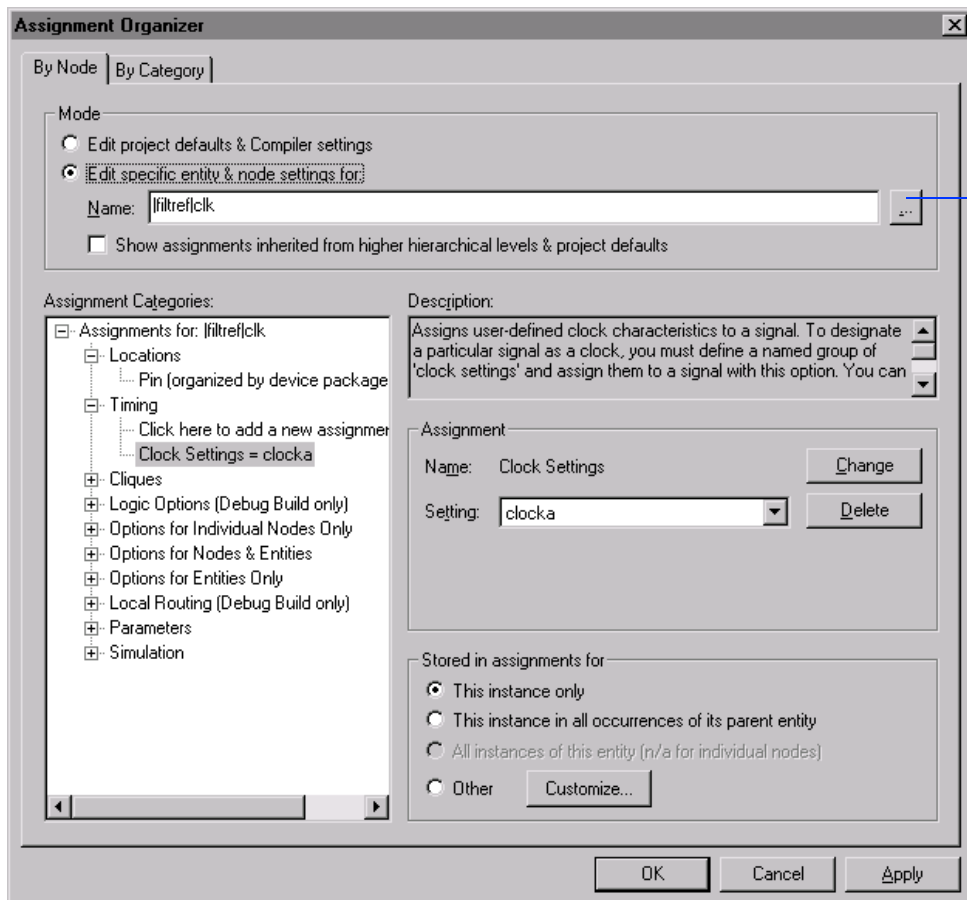 Assignment Organizer
By Node
By Category
Mode
Edit project defaults & Compiler settings
Edit specific entity & node settings for:
Name: |filtref|clk
...
Show assignments inherited from higher hierarchical levels & project defaults
Assignment Categories:
Assignments for: |filtref|clk
Locations
Pin (organized by device package
Timing
Click here to add a new assignmer
Clock Settings = clocka
Cliques
Logic Options (Debug Build only)
Options for Individual Nodes Only
Options for Nodes & Entities
Options for Entities Only
Local Routing (Debug Build only)
Parameters
Simulation
Description:
Assigns user-defined clock characteristics to a signal. To designate
a particular signal as a clock, you must define a named group of
'clock settings' and assign them to a signal with this option. You can
Assignment
Name: Clock Settings
Change
Setting: clocka
Delete
Stored in assignments for
This instance only
This instance in all occurrences of its parent entity
All instances of this entity (n/a for individual nodes)
Other
Customize...
OK
Cancel
Apply